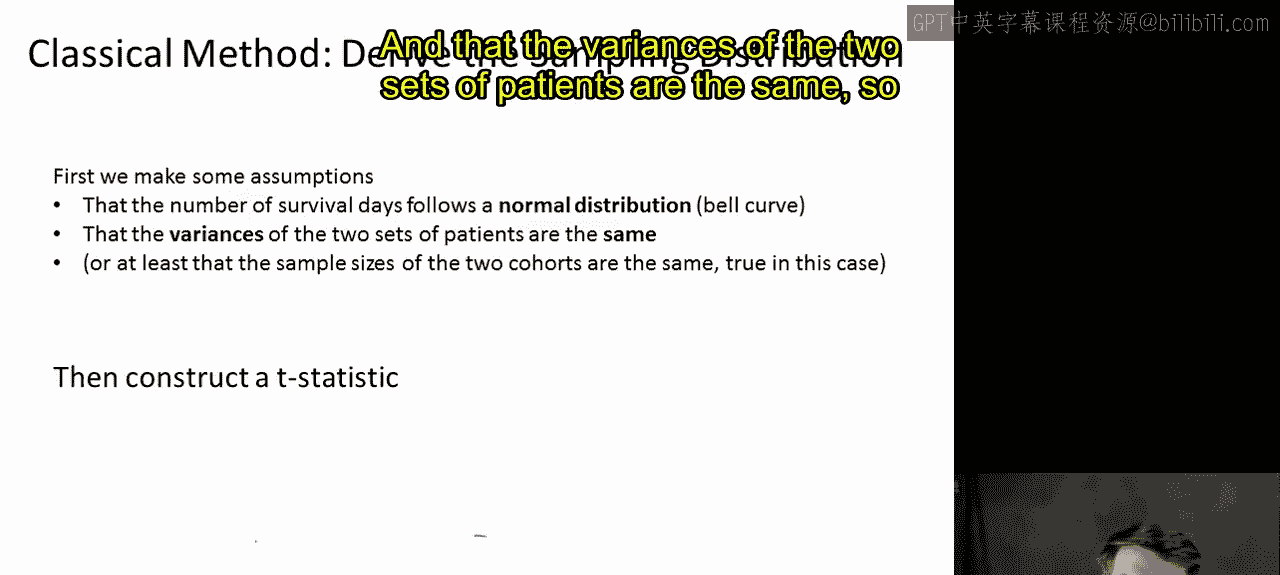 Classical Method: Derive the Sampling Distribution
And that the variances of the two
sets of patients are the same, so
GPT中英字幕课程资源@bilibili.com
First we make some assumptions
• That the number of survival days follows a normal distribution (bell curve)
• That the variances of the two sets of patients are the same
• (or at least that the sample sizes of the two cohorts are the same, true in this case)
Then construct a t-statistic